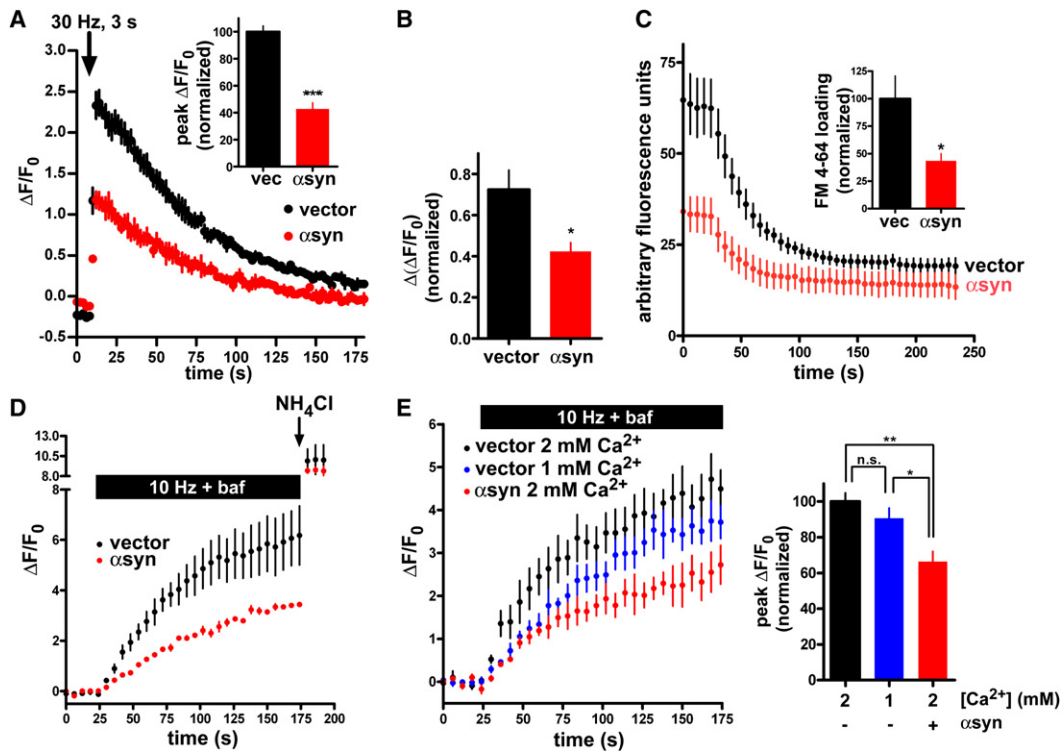 A
30 Hz, 3 s
3.0
2.5
2.0
1.5
1.0
0.5
0.0
-0.5
ΔF/F0
0 25 50 75 100 125 150 175
time (s)
vector
αsyn
peak ΔF/F0
(normalized)
100
80
60
40
20
0
***
vec αsyn
B
Δ(ΔF/F0)
(normalized)
0.8
0.6
0.4
0.2
0.0
*
vector αsyn
C
arbitrary fluorescence units
75
50
25
0
0 50 100 150 200 250
time (s)
vector
αsyn
FM 4-64 loading
(normalized)
125
100
75
50
25
0
*
vec αsyn
D
NH4Cl
13.0
10.5
8.0
8
6
4
2
0
ΔF/F0
10 Hz + baf
vector
αsyn
0 25 50 75 100 125 150 175 200
time (s)
E
10 Hz + baf
vector 2 mM Ca2+
vector 1 mM Ca2+
αsyn 2 mM Ca2+
6
5
4
3
2
1
0
ΔF/F0
0 25 50 75 100 125 150 175
time (s)
**
n.s.
*
peak ΔF/F0
(normalized)
100
80
60
40
20
0
2 1 2 [Ca2+] (mM)
- - + αsyn